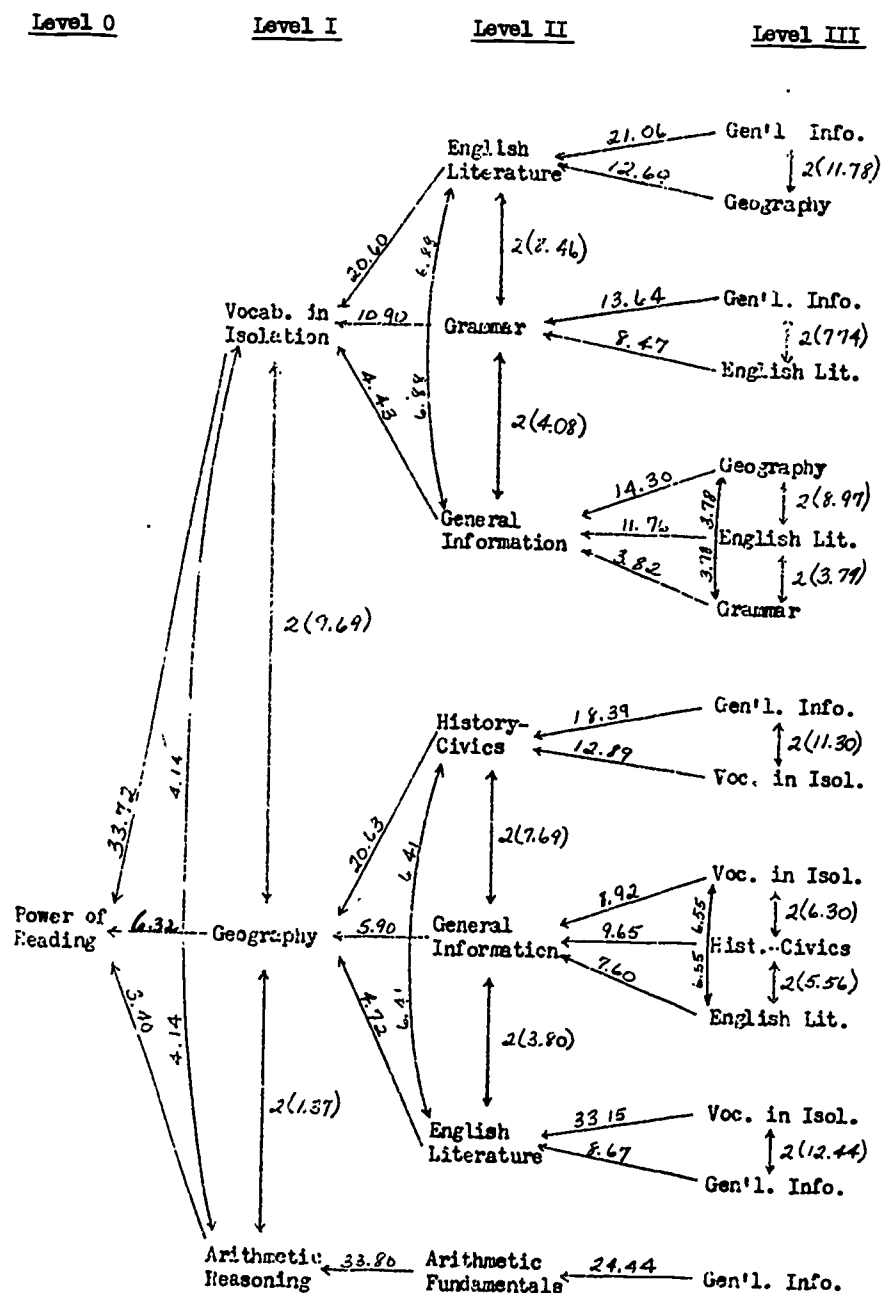 Level 0 Level I Level II Level III
21.06 Gen'l Info.
English
Literature
12.60 2(11.78)
Geography
20.60 6.89 2(8.46)
13.64 Gen'l. Info.
Vocab. in
Isolation
10.90 Grammar
8.47 2(7.74)
English Lit.
4.43 6.88 2(4.08)
Geography
14.30 3.78 2(8.97)
General
Information
11.76 English Lit.
3.82 3.78 2(3.79)
Grammar
2(9.69)
18.39 Gen'l. Info.
History-
Civics
12.89 2(11.30)
Voc. in Isol.
33.72 4.14 20.63 6.41 2(7.69)
Voc. in Isol.
8.92 6.55 2(6.30)
Power of
Reading
6.32 Geography 5.90 General
Information
9.65 Hist.-Civics
7.60 6.55 2(5.56)
English Lit.
3.40 4.14 4.72 6.41 2(3.80)
2(1.37)
33.15 Voc. in Isol.
English
Literature
8.67 2(12.44)
Gen'l. Info.
Arithmetic
Reasoning
33.80 Arithmetic
Fundamentals
24.44 Gen'l. Info.